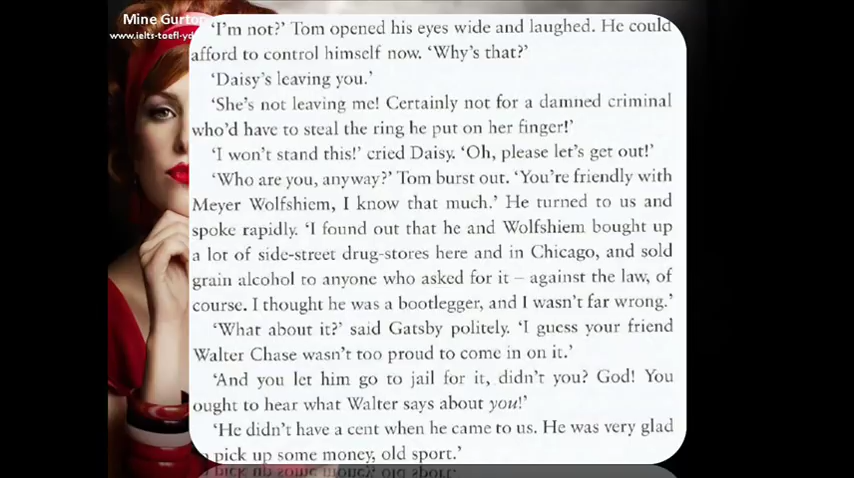 Mine Gurtor
www.ielts-toefl-yd
‘I’m not?’ Tom opened his eyes wide and laughed. He could
afford to control himself now. ‘Why’s that?’
‘Daisy’s leaving you.’
‘She’s not leaving me! Certainly not for a damned criminal
who’d have to steal the ring he put on her finger!’
‘I won’t stand this!’ cried Daisy. ‘Oh, please let’s get out!’
‘Who are you, anyway?’ Tom burst out. ‘You’re friendly with
Meyer Wolfshiem, I know that much.’ He turned to us and
spoke rapidly. ‘I found out that he and Wolfshiem bought up
a lot of side-street drug-stores here and in Chicago, and sold
grain alcohol to anyone who asked for it – against the law, of
course. I thought he was a bootlegger, and I wasn’t far wrong.’
‘What about it?’ said Gatsby politely. ‘I guess your friend
Walter Chase wasn’t too proud to come in on it.’
‘And you let him go to jail for it, didn’t you? God! You
ought to hear what Walter says about you!’
‘He didn’t have a cent when he came to us. He was very glad
pick up some money, old sport.’